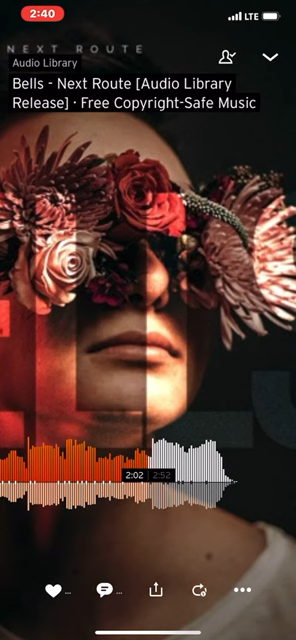 2:40
LTE
NEXT ROUTE
Audio Library
Bells - Next Route [Audio Library
Release] · Free Copyright-Safe Music
2:02 | 2:52
... ...